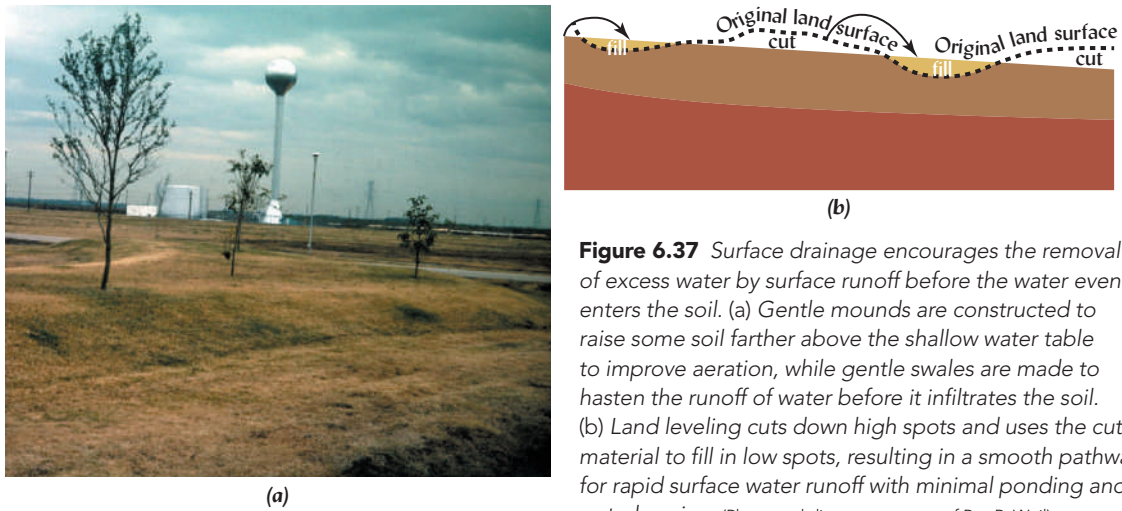 Original land surface
cut
fill
Original land surface
cut
fill
(b)
(a)
Figure 6.37 Surface drainage encourages the removal
of excess water by surface runoff before the water even
enters the soil. (a) Gentle mounds are constructed to
raise some soil farther above the shallow water table
to improve aeration, while gentle swales are made to
hasten the runoff of water before it infiltrates the soil.
(b) Land leveling cuts down high spots and uses the cut
material to fill in low spots, resulting in a smooth
for rapid surface water runoff with minimal ponding and